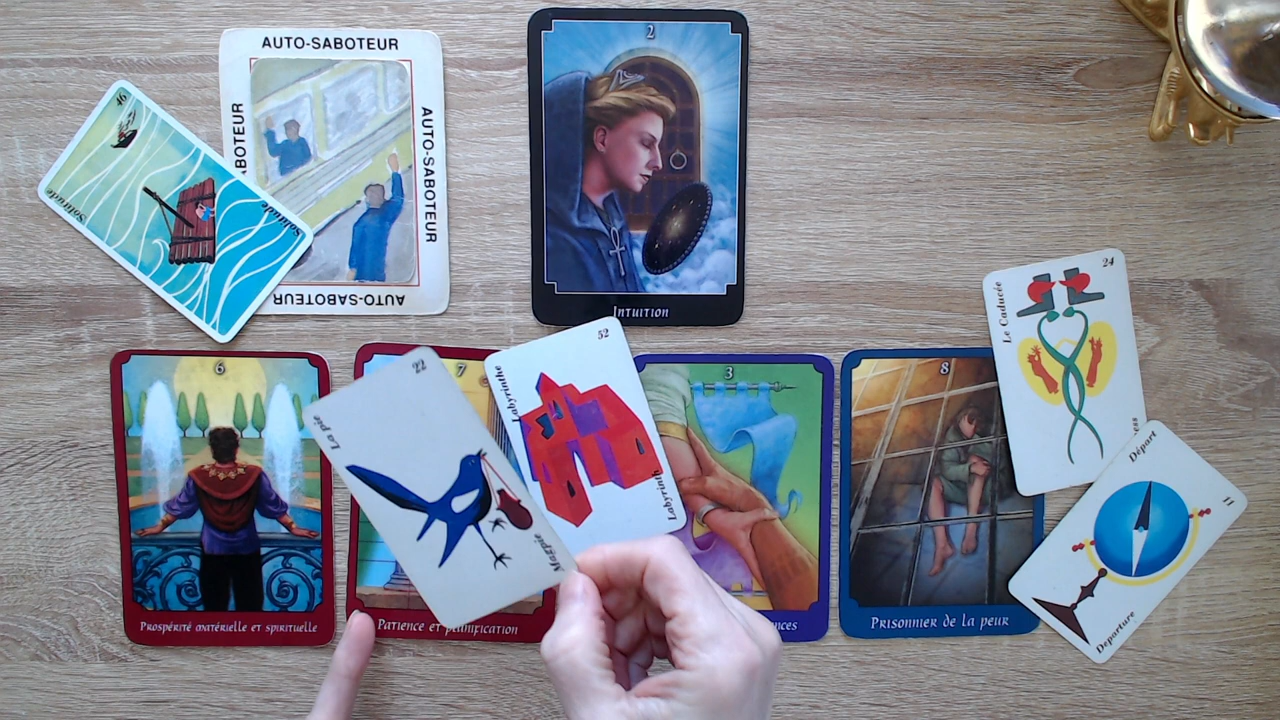 AUTO-SABOTEUR
AUTO-SABOTEUR
BOTEUR
AUTO-SABOTEUR
46
Solitude
Solitude
2
Intuition
6
Prospérité matérielle et spirituelle
7
Patience et planification
22
La pie
Magpie
52
Labyrinthe
Labyrinth
3
nces
8
Prisonnier de la peur
24
Le Caducée
11
Départ
Departure